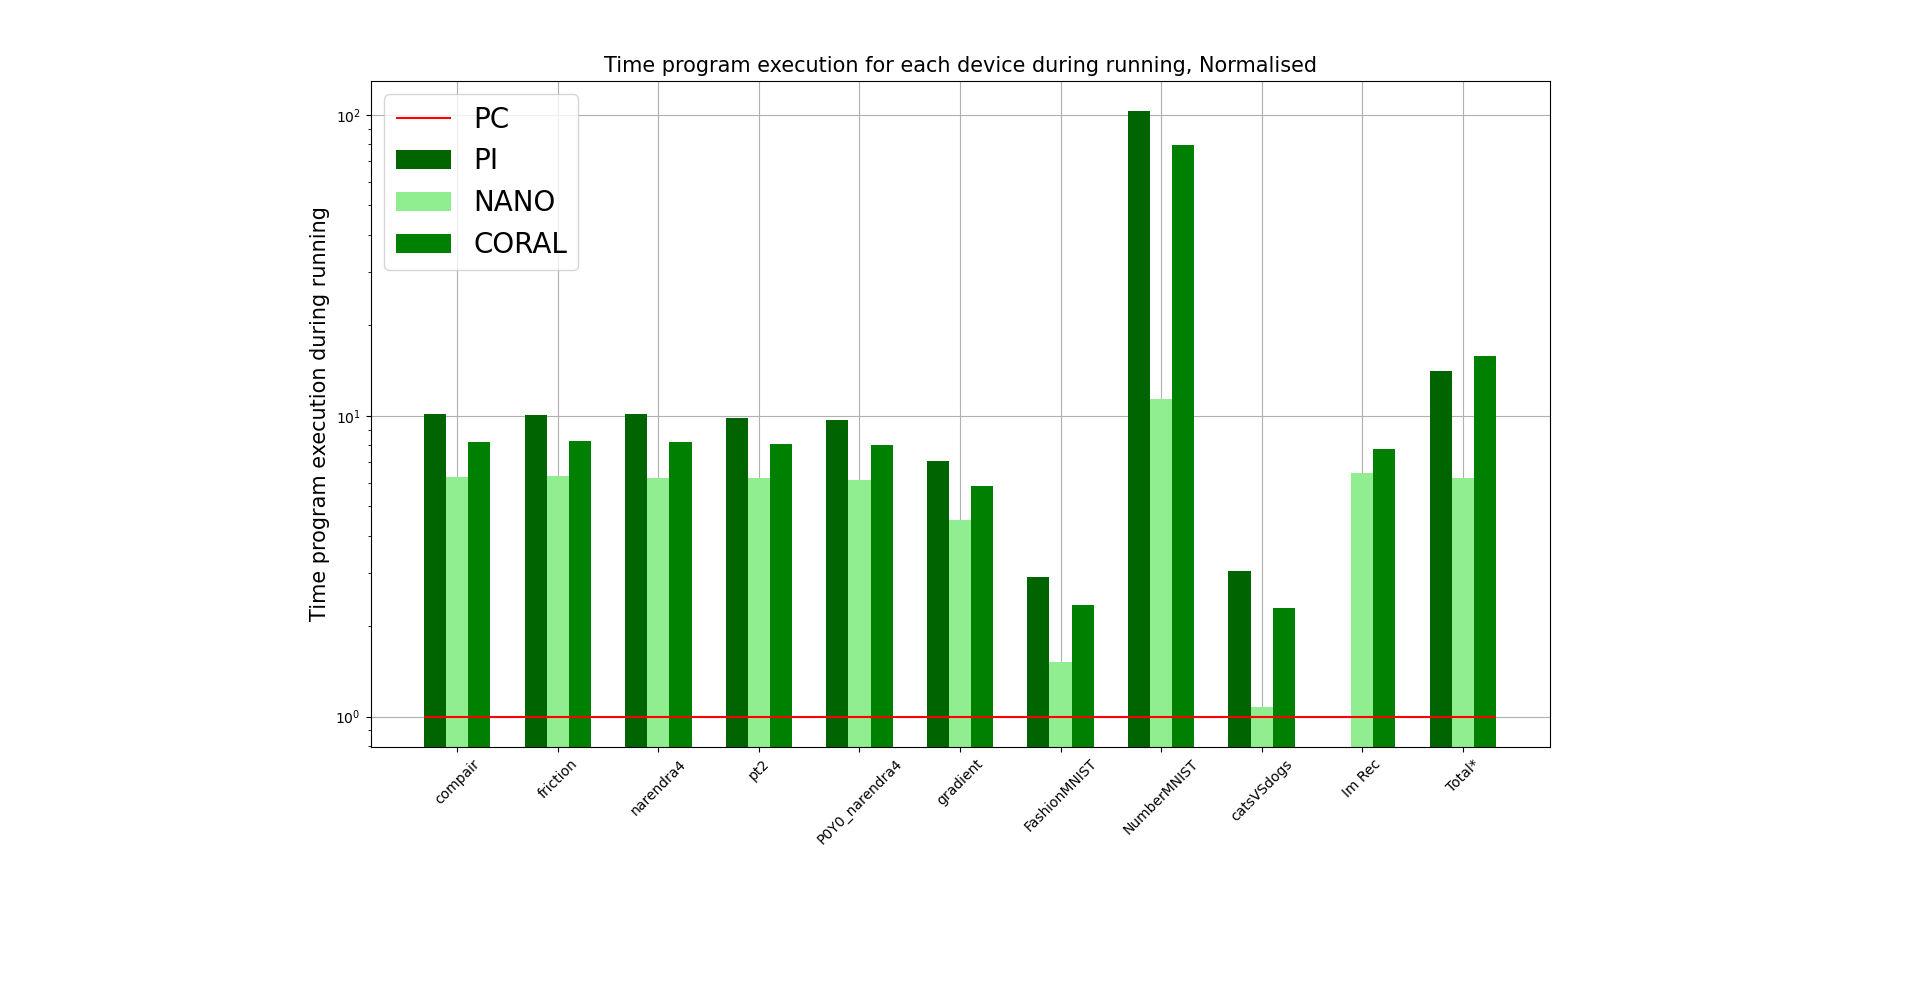 Time program execution for each device during running, Normalised
Time program execution during running
10²
10¹
10⁰
PC
PI
NANO
CORAL
compair
friction
narendra4
pt2
P0Y0_narendra4
gradient
FashionMNIST
NumberMNIST
catsVSdogs
Im Rec
Total*